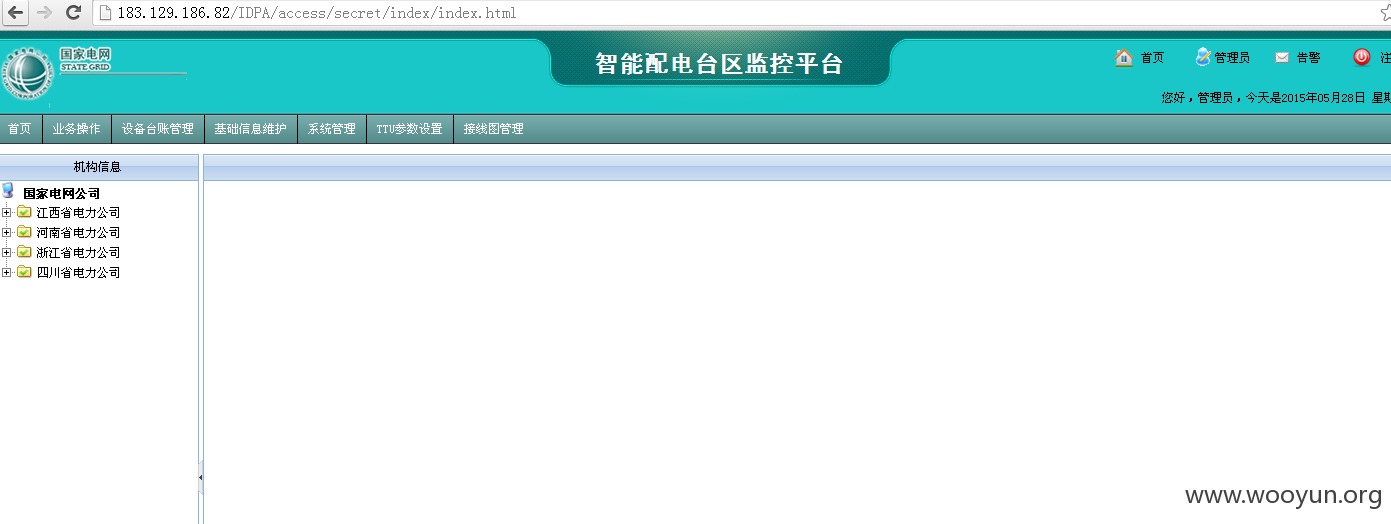 183.129.186.82/IDPA/access/secret/index/index.html
国家电网
STATE GRID
智能配电台区监控平台
首页 管理员 告警 注
您好，管理员，今天是2015年05月28日 星期
首页 业务操作 设备台账管理 基础信息维护 系统管理 TTU参数设置 接线图管理
机构信息
国家电网公司
江西省电力公司
河南省电力公司
浙江省电力公司
四川省电力公司
www.wooyun.org